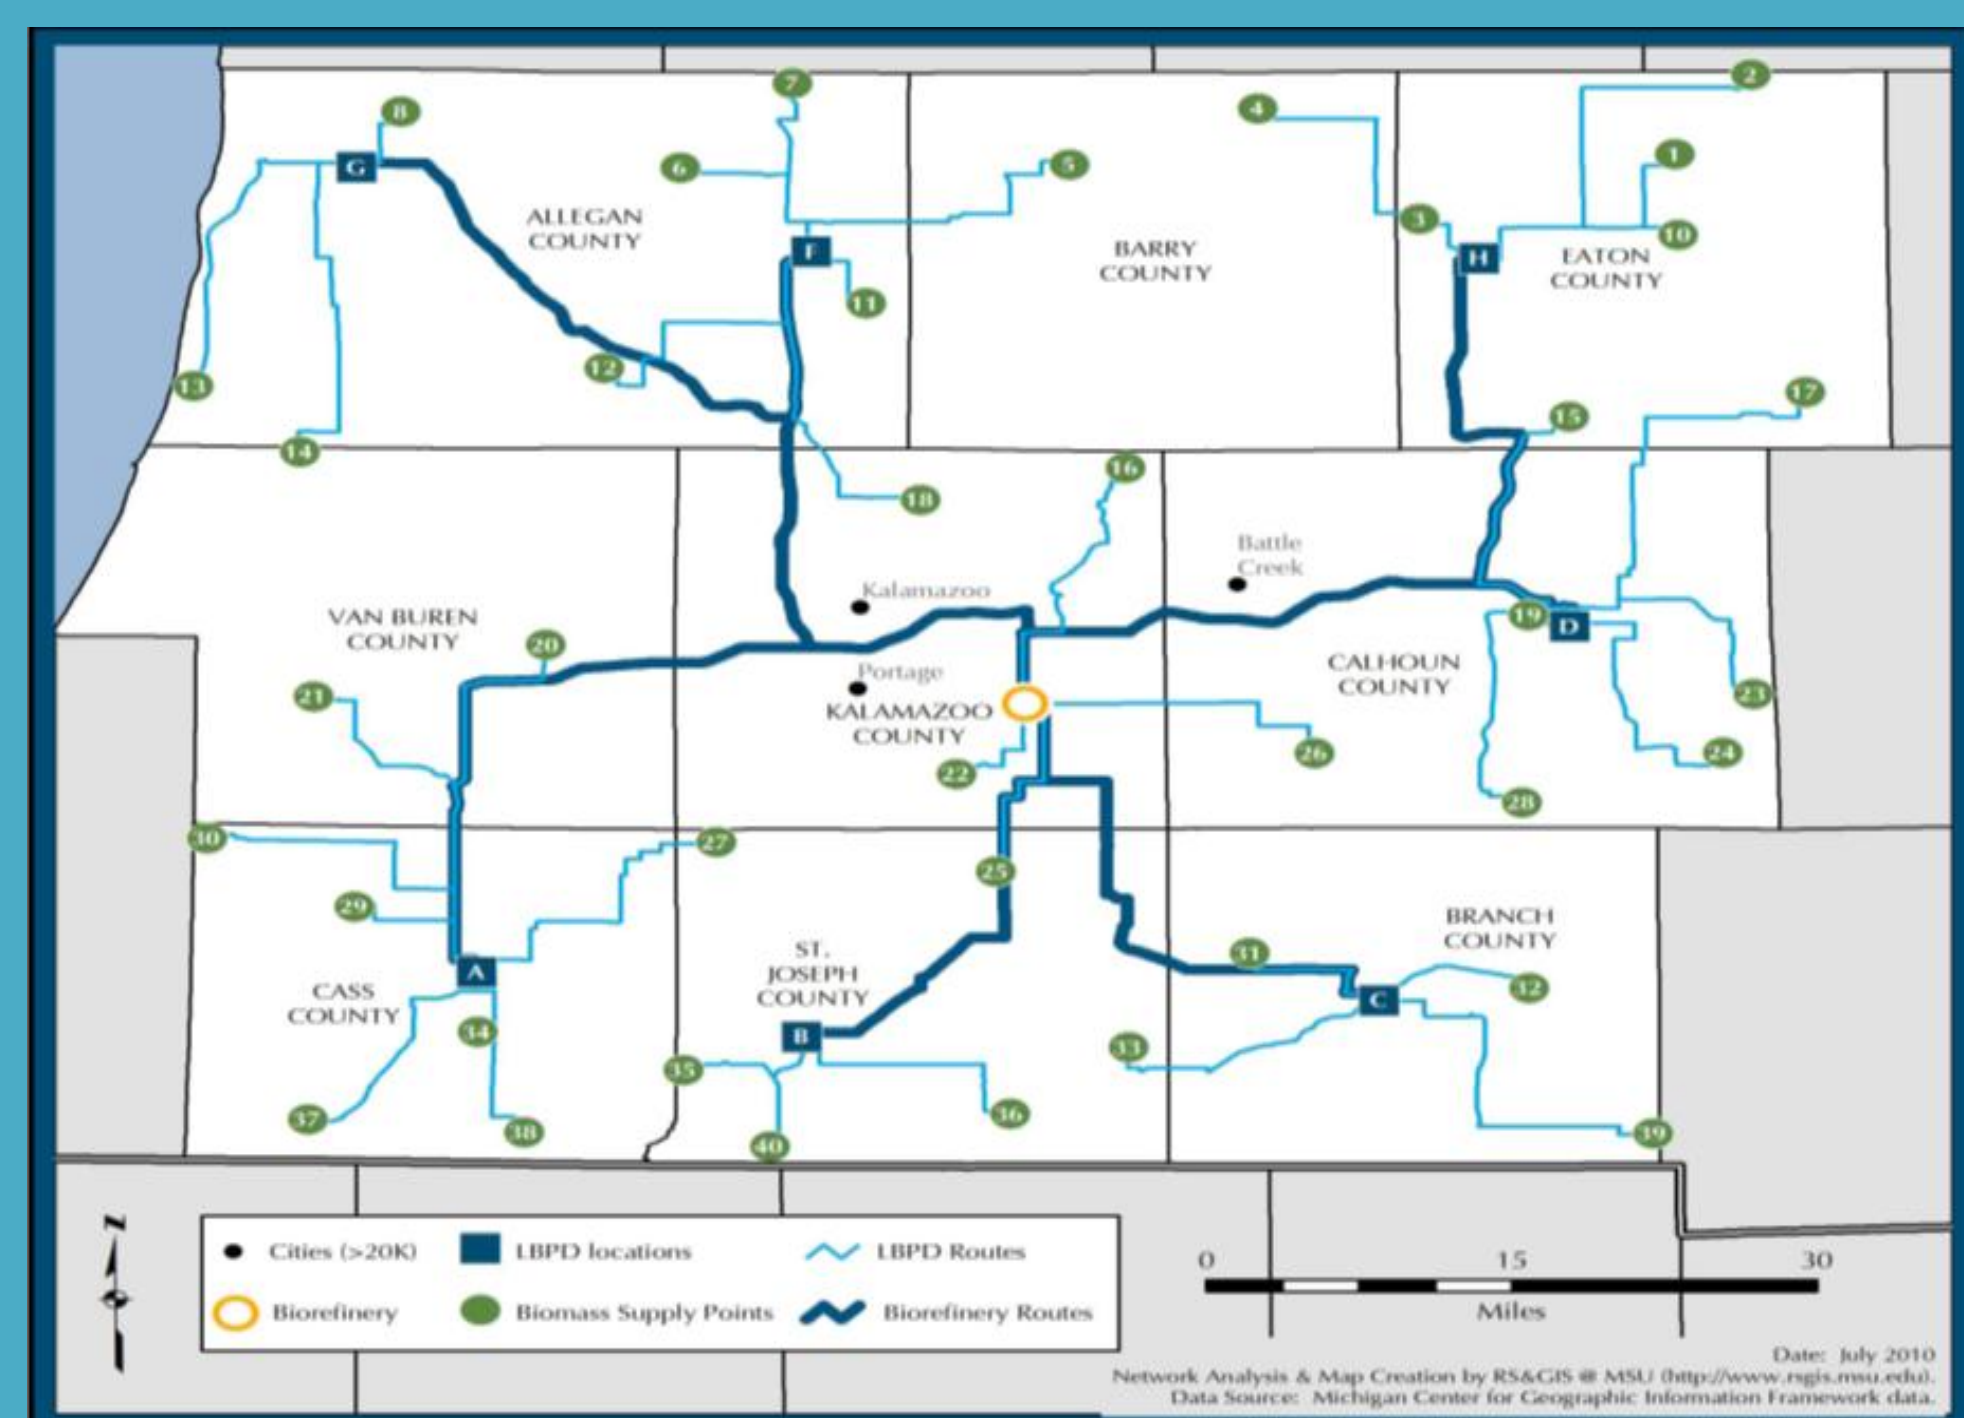 2
7
8
4
1
G
6
5
ALLEGAN
COUNTY
3
10
F
BARRY
COUNTY
H
EATON
COUNTY
11
12
13
17
15
14
16
18
Battle
Creek
Kalamazoo
VAN BUREN
COUNTY
19
D
20
Portage
CALHOUN
COUNTY
21
KALAMAZOO
COUNTY
23
26
24
22
28
30
27
25
29
BRANCH
COUNTY
ST.
JOSEPH
COUNTY
31
A
CASS
COUNTY
32
C
34
B
33
35
37
36
38
40
39
N
Cities (>20K)
LBPD locations
LBPD Routes
Biorefinery
Biomass Supply Points
Biorefinery Routes
0 15 30
Miles
Date: July 2010
Network Analysis & Map Creation by RS&GIS @ MSU (http://www.rsgis.msu.edu).
Data Source: Michigan Center for Geographic Information Framework data.